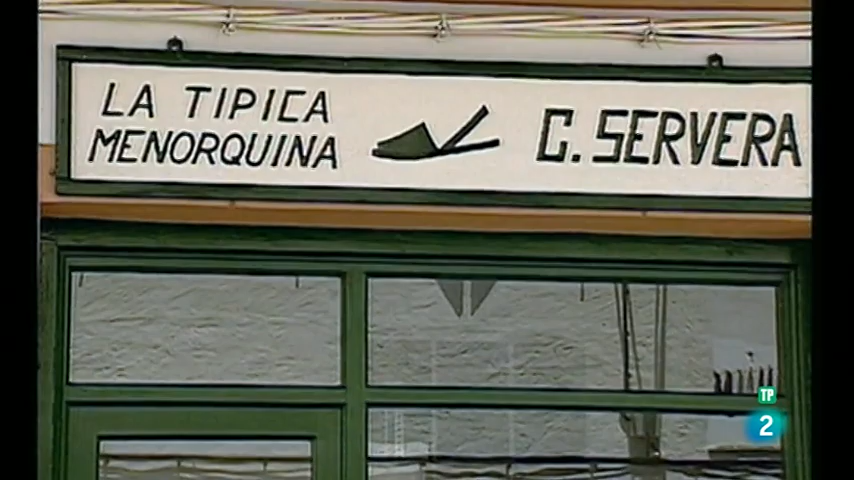 LA TIPICA
MENORQUINA
C. SERVERA
TP
2